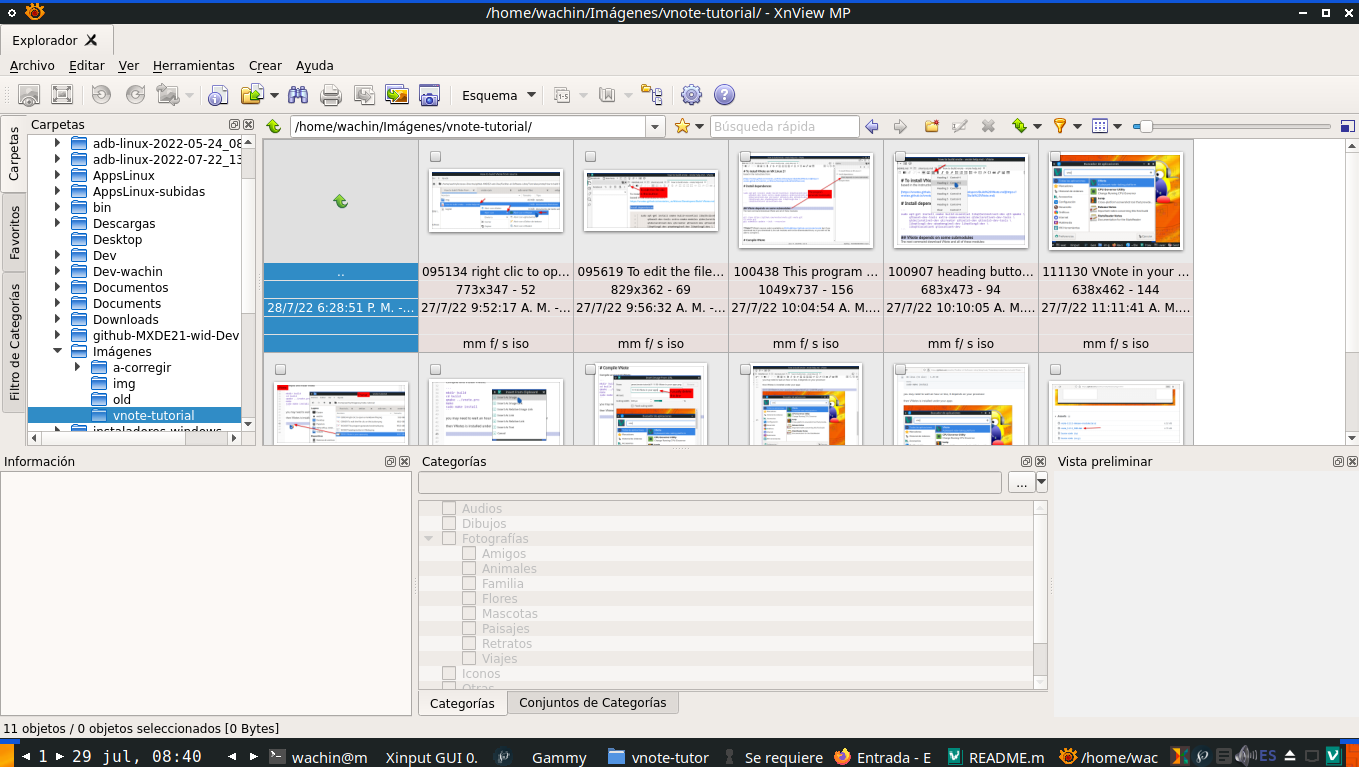 /home/wachin/Imágenes/vnote-tutorial/ - XnView MP
Explorador
Archivo Editar Ver Herramientas Crear Ayuda
Esquema
Carpetas
/home/wachin/Imágenes/vnote-tutorial/
Búsqueda rápida
Carpetas
Favoritos
Filtro de Categorías
adb-linux-2022-05-24_08
adb-linux-2022-07-22_13
AppsLinux
AppsLinux-subidas
bin
Descargas
Desktop
Dev
Dev-wachin
Documentos
Documents
Downloads
github-MXDE21-wid-Dev
Imágenes
a-corregir
img
old
vnote-tutorial
instaladores-windows
.. 095134 right clic to op... 095619 To edit the file... 100438 This program ... 100907 heading butto... 111130 VNote in your ...
773x347 - 52 829x362 - 69 1049x737 - 156 683x473 - 94 638x462 - 144
28/7/22 6:28:51 P. M. -... 27/7/22 9:52:17 A. M. -... 27/7/22 9:56:32 A. M. -... 27/7/22 10:04:54 A. M.... 27/7/22 10:10:05 A. M.... 27/7/22 11:11:41 A. M....
mm f/ s iso mm f/ s iso mm f/ s iso mm f/ s iso mm f/ s iso
Información
Categorías
...
Audios
Dibujos
Fotografías
Amigos
Animales
Familia
Flores
Mascotas
Paisajes
Retratos
Viajes
Iconos
Otras
Categorías Conjuntos de Categorías
Vista preliminar
11 objetos / 0 objetos seleccionados [0 Bytes]
1 29 jul, 08:40 wachin@m Xinput GUI 0. Gammy vnote-tutor Se requiere Entrada - E README.m /home/wac ES